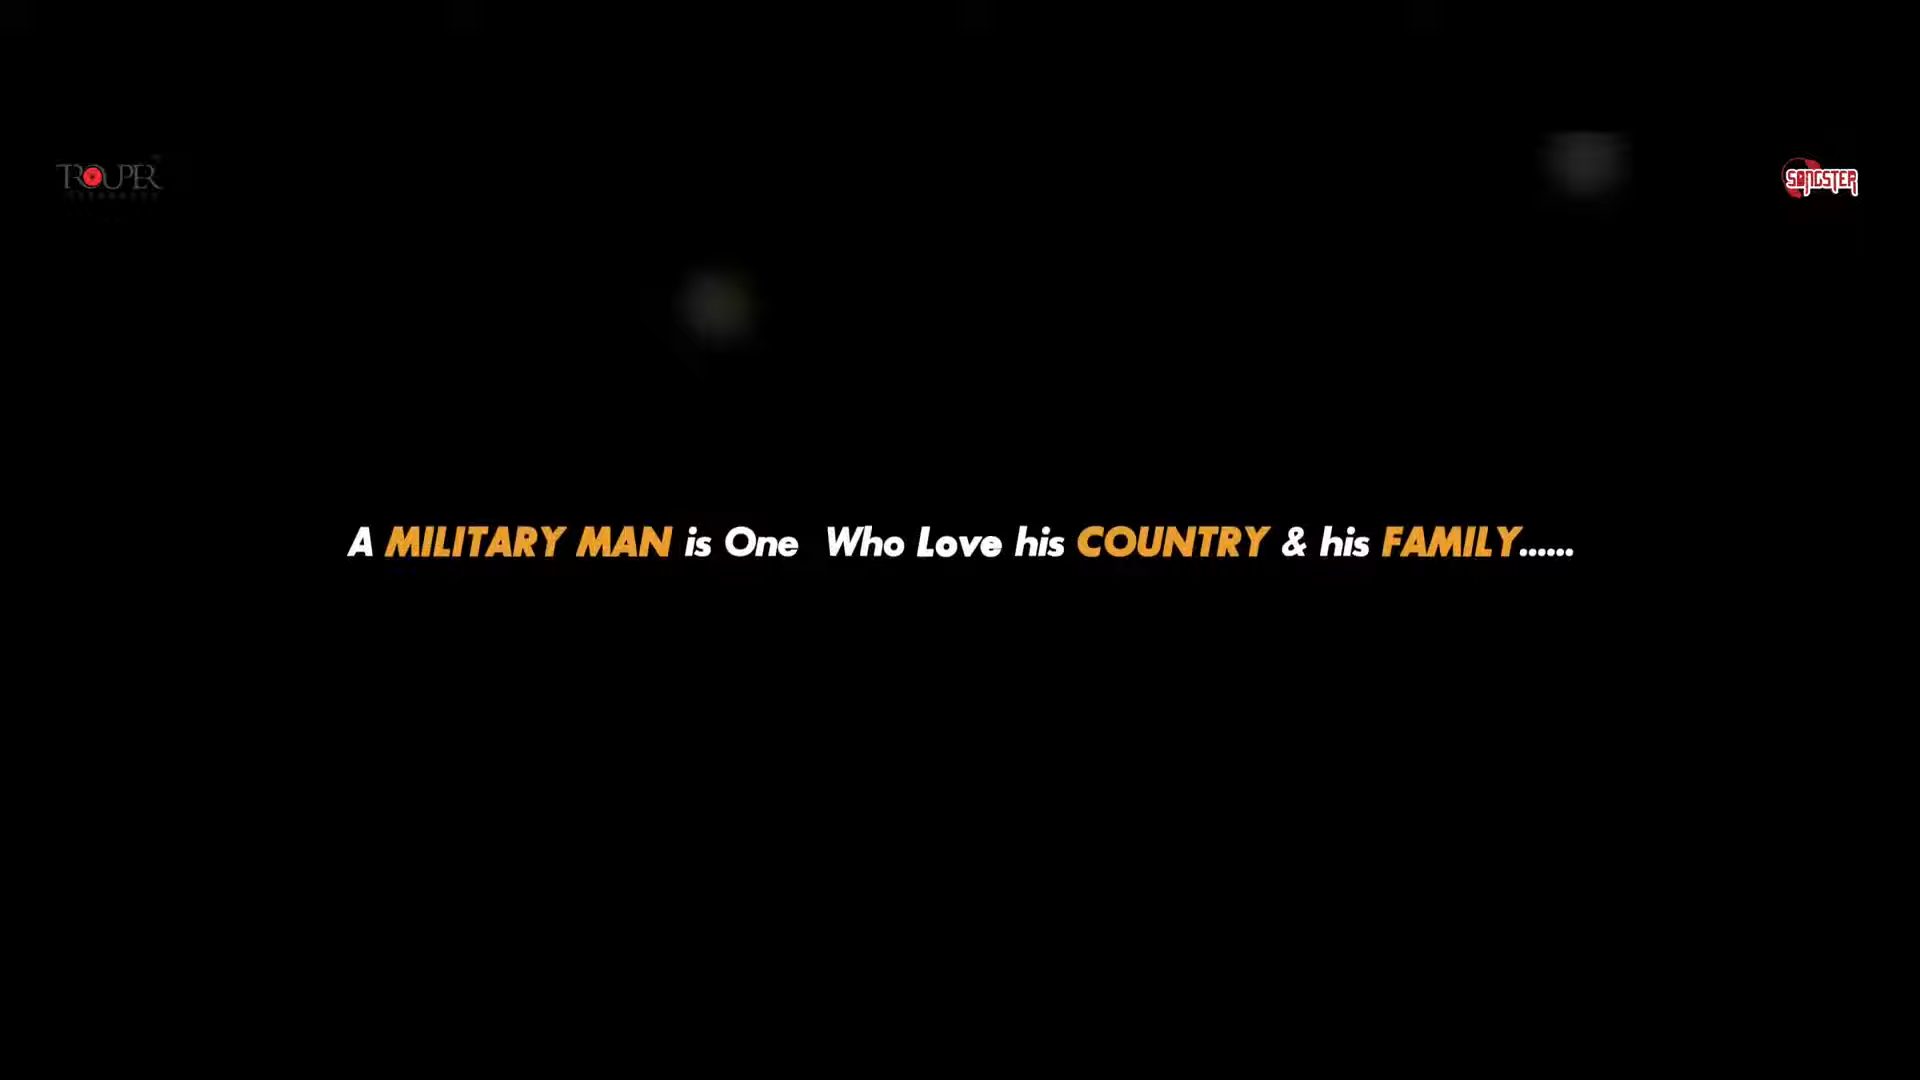 TROUPER
SONGSTER
A MILITARY MAN is One Who Love his COUNTRY & his FAMILY......